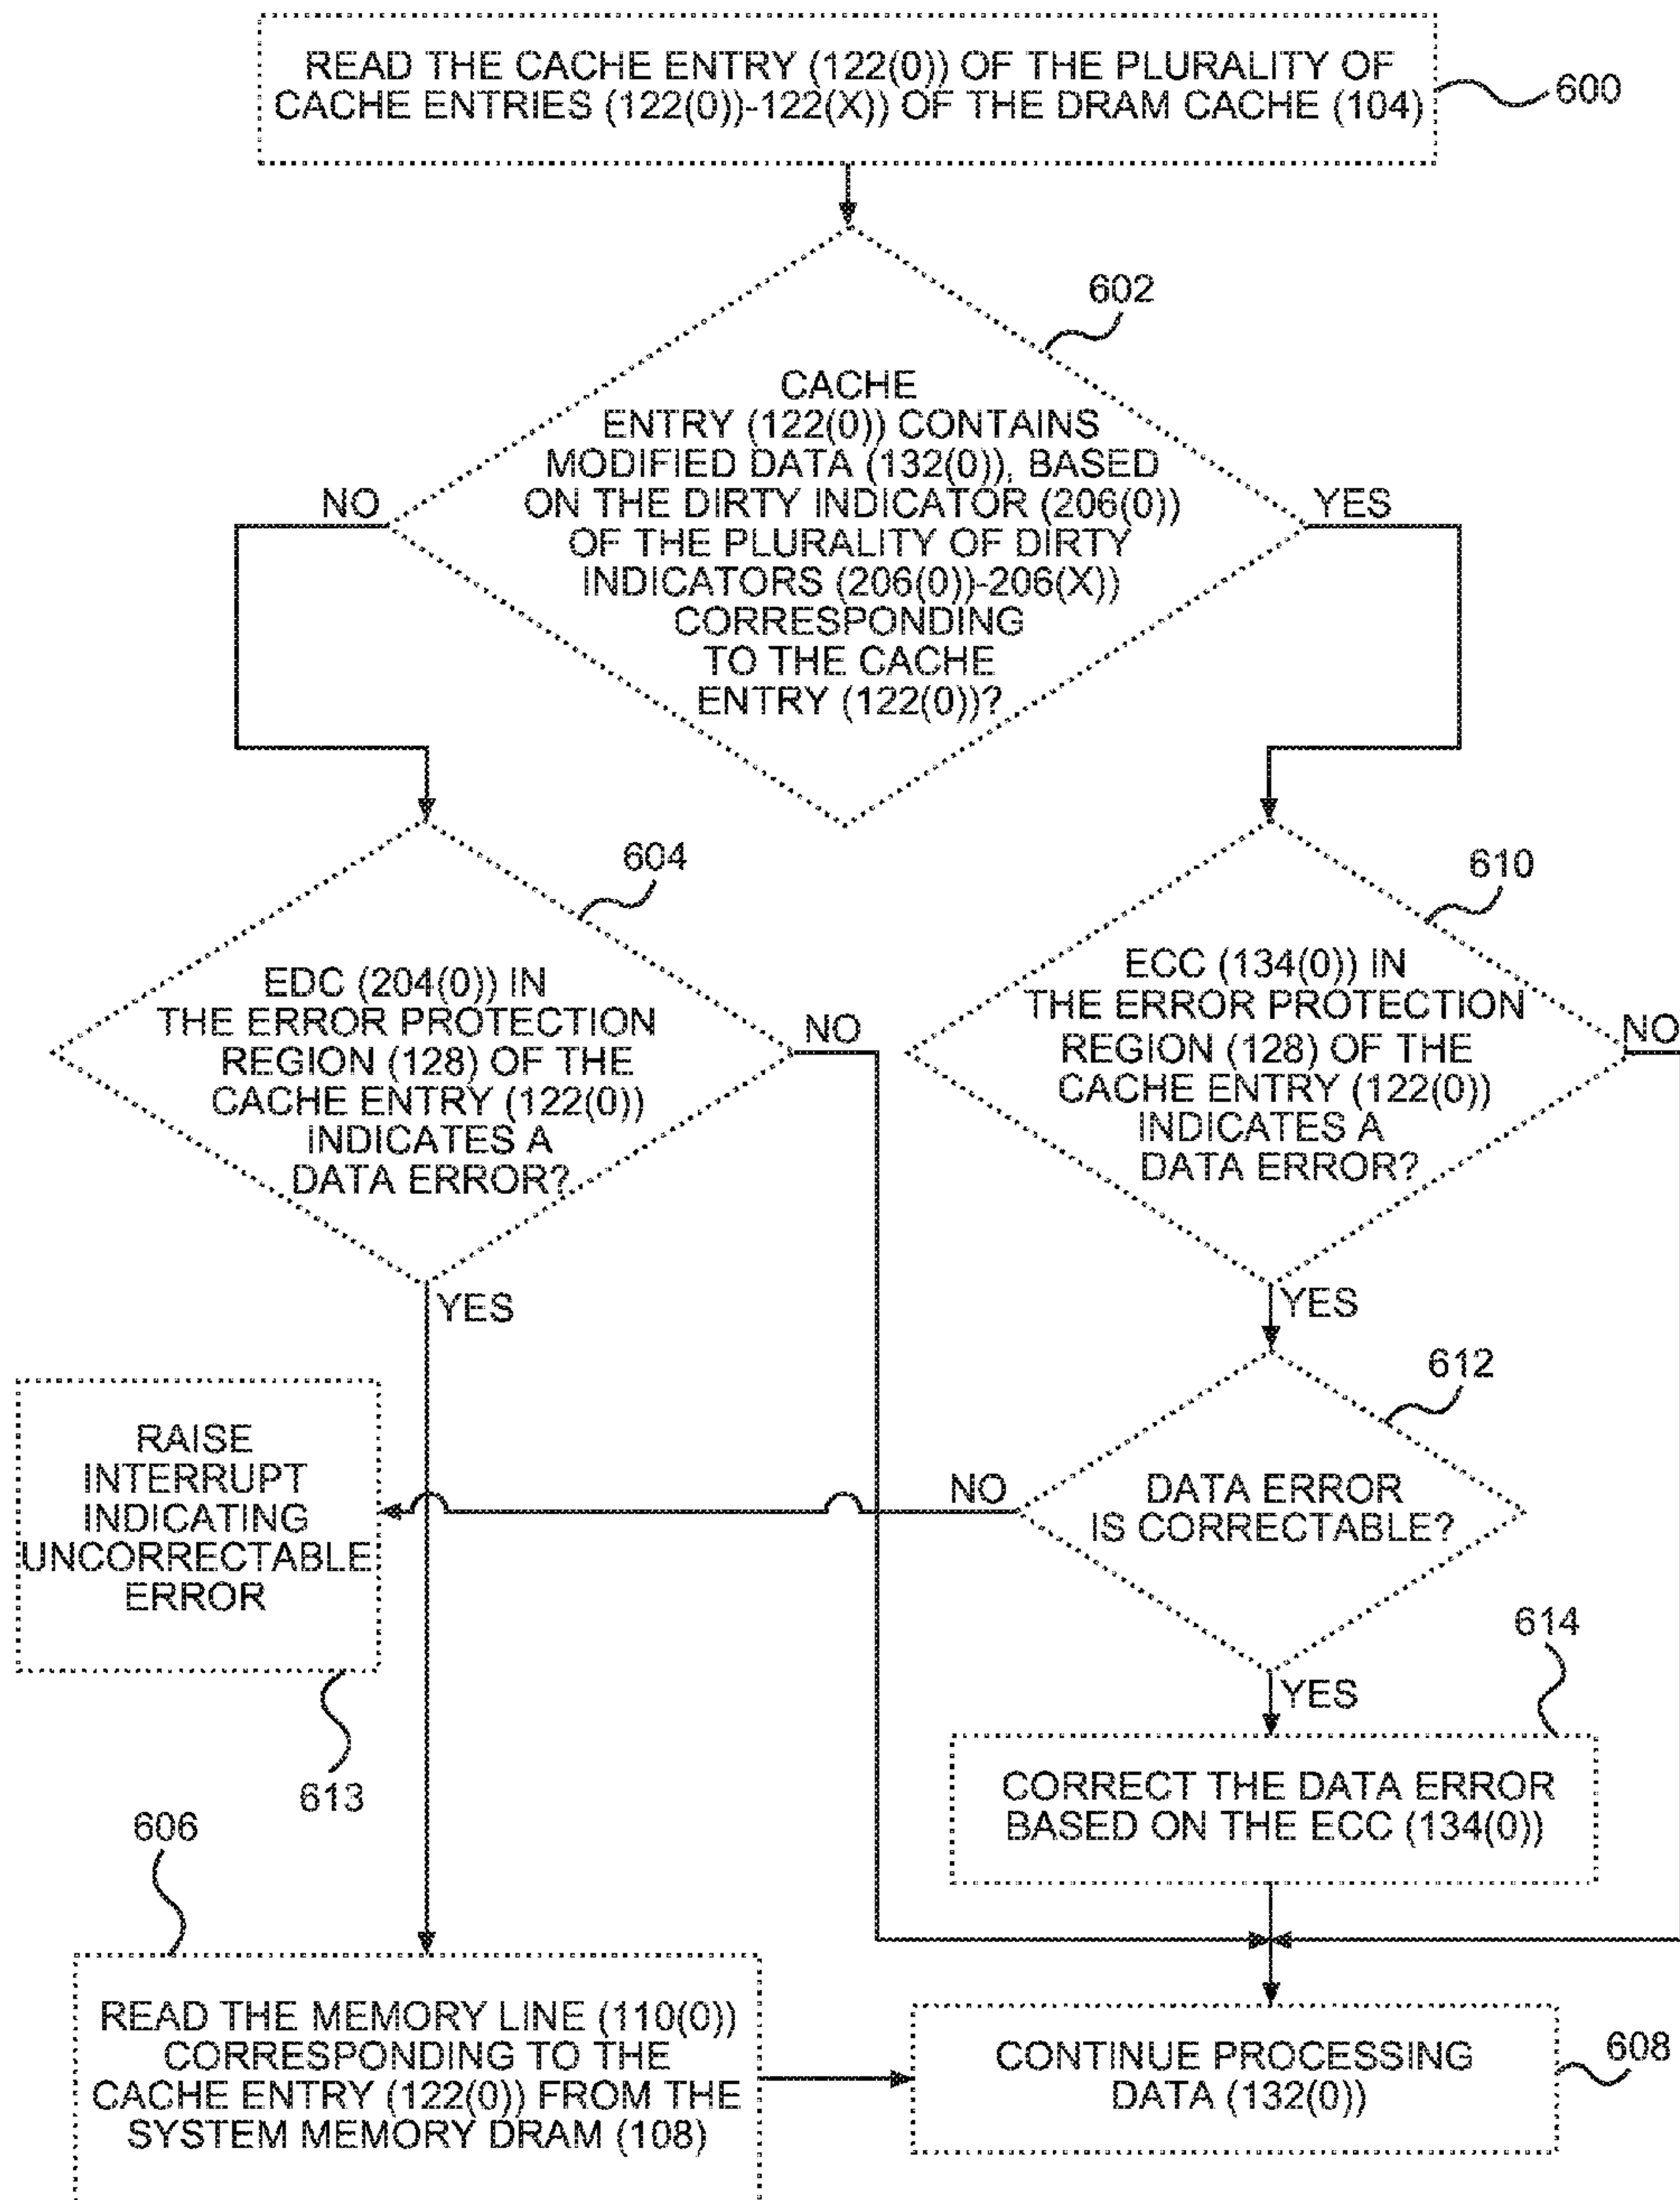 READ THE CACHE ENTRY (122(0)) OF THE PLURALITY OF
CACHE ENTRIES (122(0))-122(X)) OF THE DRAM CACHE (104)
600
602
CACHE
ENTRY (122(0)) CONTAINS
MODIFIED DATA (132(0)), BASED
ON THE DIRTY INDICATOR (206(0))
OF THE PLURALITY OF DIRTY
INDICATORS (206(0))-206(X))
CORRESPONDING
TO THE CACHE
ENTRY (122(0))?
NO
YES
604
EDC (204(0)) IN
THE ERROR PROTECTION
REGION (128) OF THE
CACHE ENTRY (122(0))
INDICATES A
DATA ERROR?
NO
YES
610
ECC (134(0)) IN
THE ERROR PROTECTION
REGION (128) OF THE
CACHE ENTRY (122(0))
INDICATES A
DATA ERROR?
NO
YES
612
DATA ERROR
IS CORRECTABLE?
NO
YES
RAISE
INTERRUPT
INDICATING
UNCORRECTABLE
ERROR
613
614
CORRECT THE DATA ERROR
BASED ON THE ECC (134(0))
606
READ THE MEMORY LINE (110(0))
CORRESPONDING TO THE
CACHE ENTRY (122(0)) FROM THE
SYSTEM MEMORY DRAM (108)
CONTINUE PROCESSING
DATA (132(0))
608